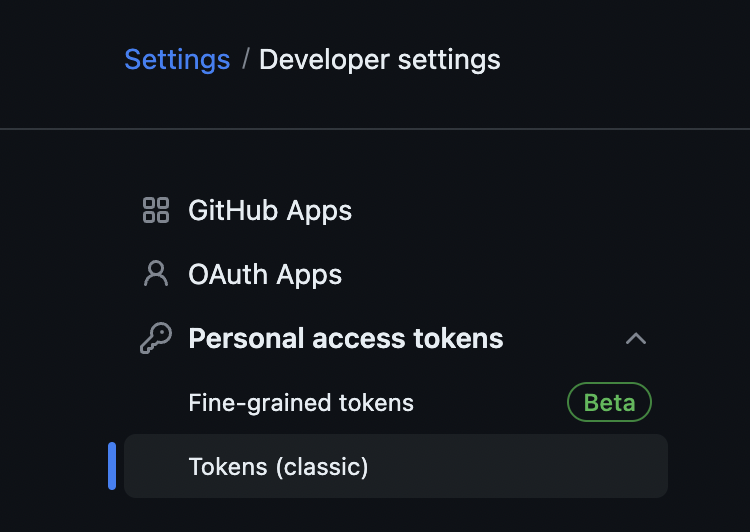 Settings / Developer settings
GitHub Apps
OAuth Apps
Personal access tokens
Fine-grained tokens Beta
Tokens (classic)